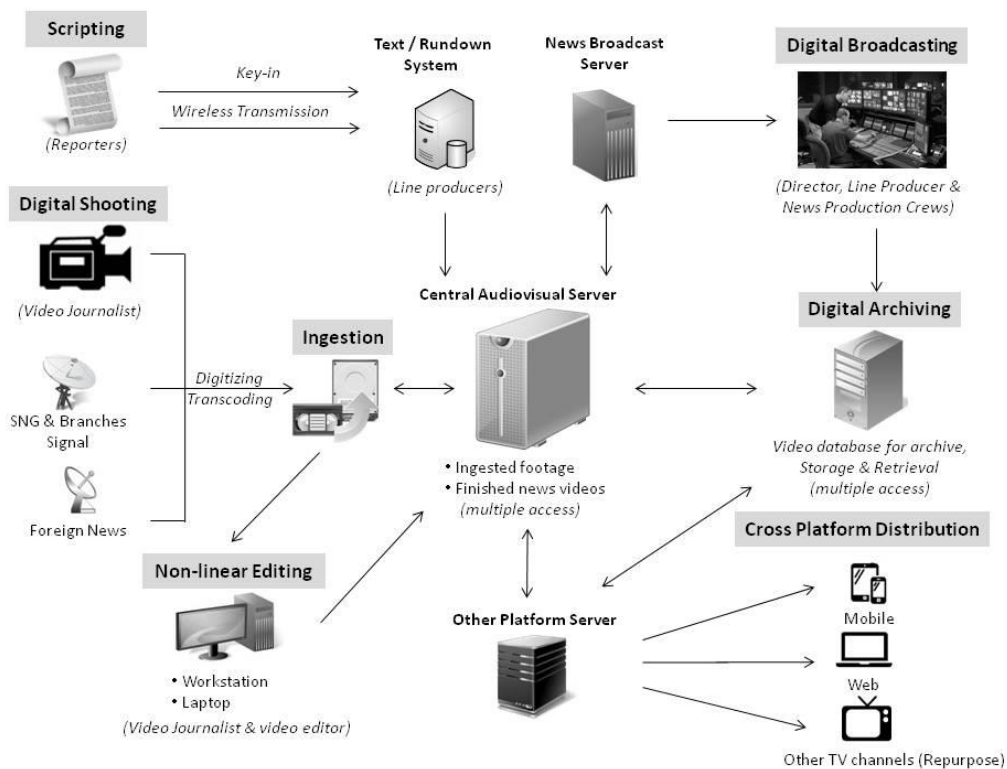 Scripting
(Reporters)
Key-in
Wireless Transmission
Text / Rundown
System
(Line producers)
News Broadcast
Server
Digital Broadcasting
(Director, Line Producer &
News Production Crews)
Digital Shooting
(Video Journalist)
SNG & Branches
Signal
Foreign News
Digitizing
Transcoding
Ingestion
Central Audiovisual Server
• Ingested footage
• Finished news videos
(multiple access)
Digital Archiving
Video database for archive,
Storage & Retrieval
(multiple access)
Non-linear Editing
• Workstation
• Laptop
(Video Journalist & video editor)
Other Platform Server
Cross Platform Distribution
Mobile
Web
Other TV channels (Repurpose)